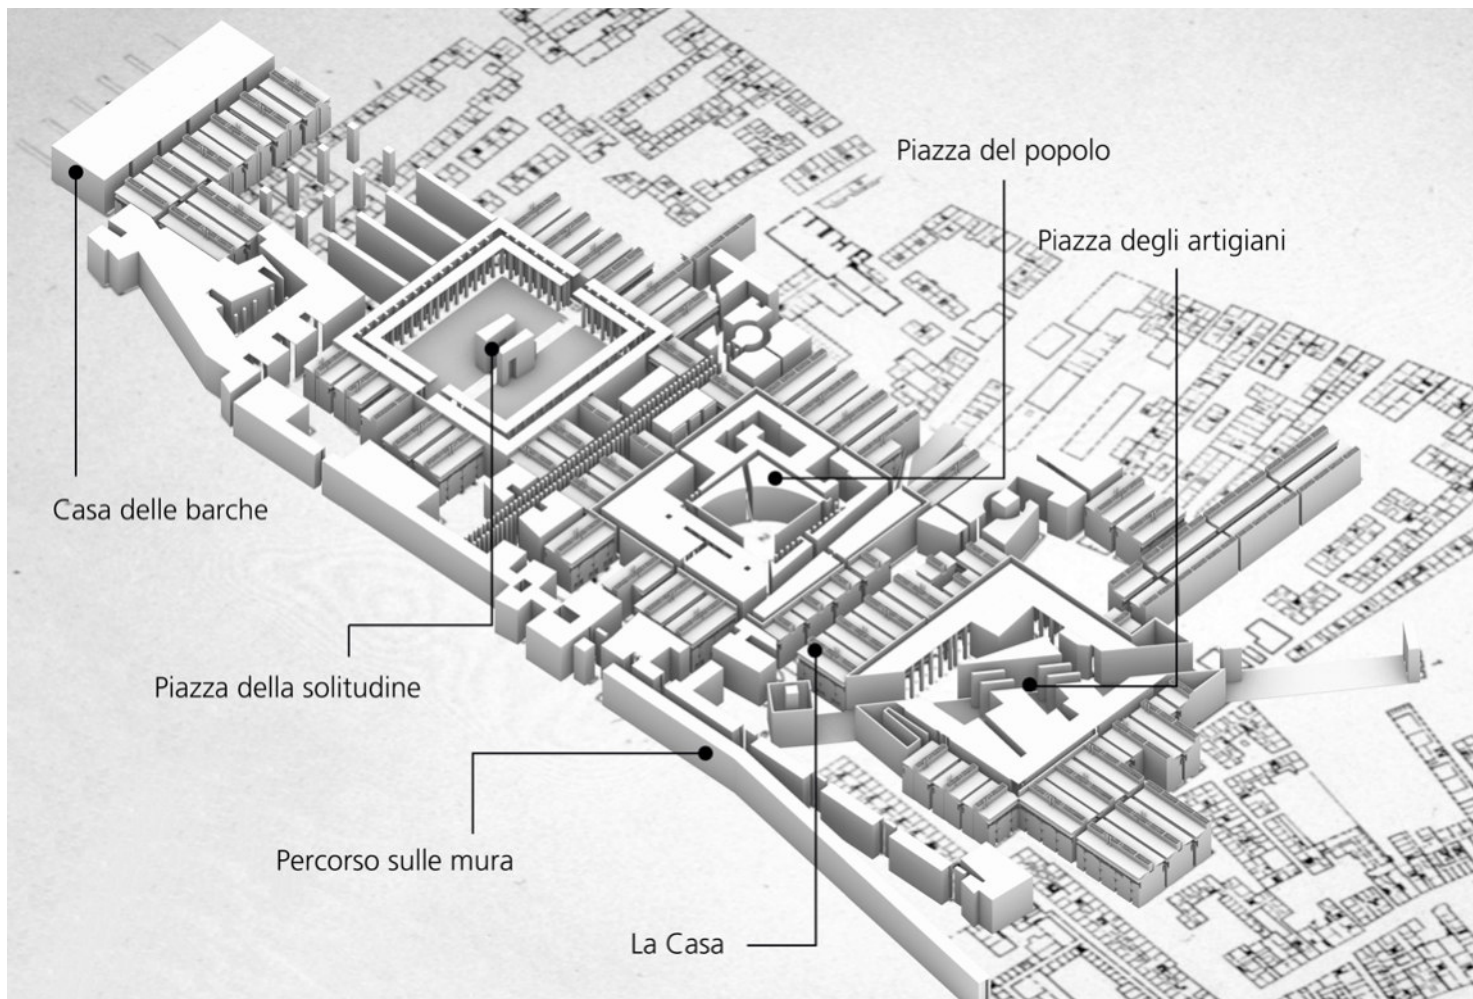 Piazza del popolo
Piazza degli artigiani
Casa delle barche
Piazza della solitudine
Percorso sulle mura
La Casa